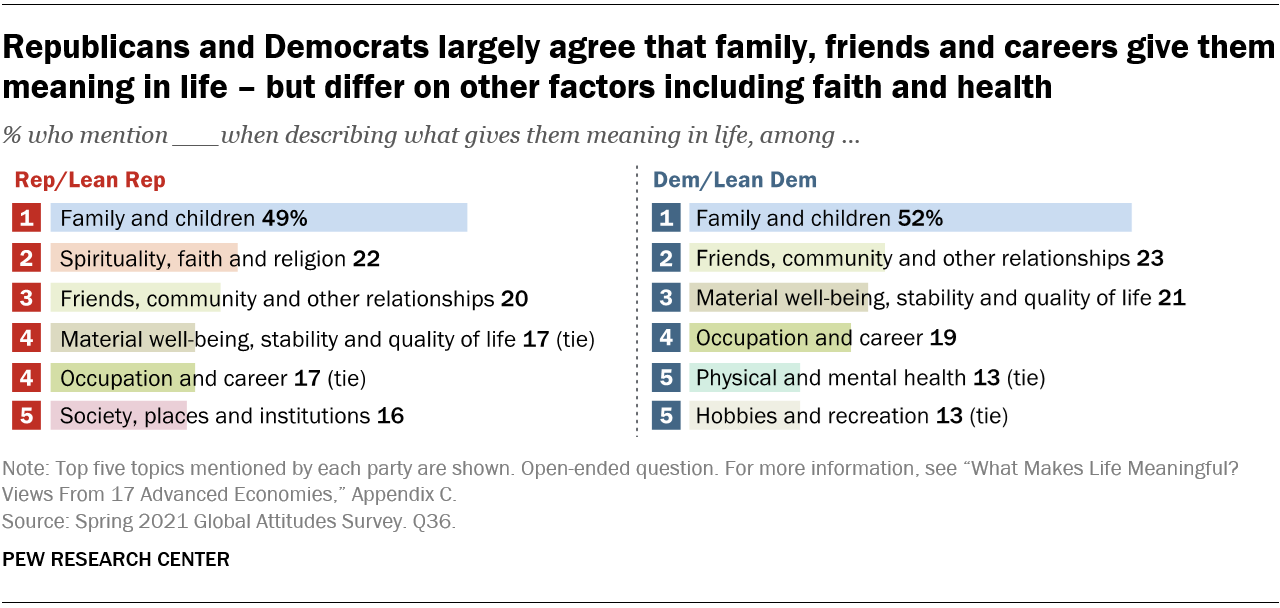 Republicans and Democrats largely agree that family, friends and careers give them
meaning in life – but differ on other factors including faith and health
% who mention ___ when describing what gives them meaning in life, among ...
Rep/Lean Rep
1 Family and children 49%
2 Spirituality, faith and religion 22
3 Friends, community and other relationships 20
4 Material well-being, stability and quality of life 17 (tie)
4 Occupation and career 17 (tie)
5 Society, places and institutions 16
Dem/Lean Dem
1 Family and children 52%
2 Friends, community and other relationships 23
3 Material well-being, stability and quality of life 21
4 Occupation and career 19
5 Physical and mental health 13 (tie)
5 Hobbies and recreation 13 (tie)
Note: Top five topics mentioned by each party are shown. Open-ended question. For more information, see “What Makes Life Meaningful?
Views From 17 Advanced Economies,” Appendix C.
Source: Spring 2021 Global Attitudes Survey. Q36.
PEW RESEARCH CENTER